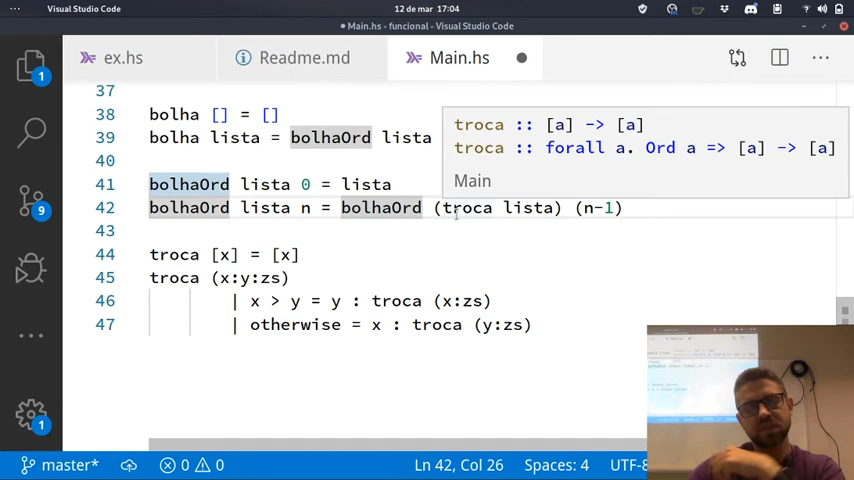 Visual Studio Code
12 de mar 17:04
Main.hs - funcional - Visual Studio Code
ex.hs
Readme.md
Main.hs
37
38 bolha [] = []
39 bolha lista = bolhaOrd lista
troca :: [a] -> [a]
troca :: forall a. Ord a => [a] -> [a]
Main
40
41 bolhaOrd lista 0 = lista
42 bolhaOrd lista n = bolhaOrd (troca lista) (n-1)
43
44 troca [x] = [x]
45 troca (x:y:zs)
46 | x > y = y : troca (x:zs)
47 | otherwise = x : troca (y:zs)
1
9
1
master* 0 0 Ln 42, Col 26 Spaces: 4 UTF-